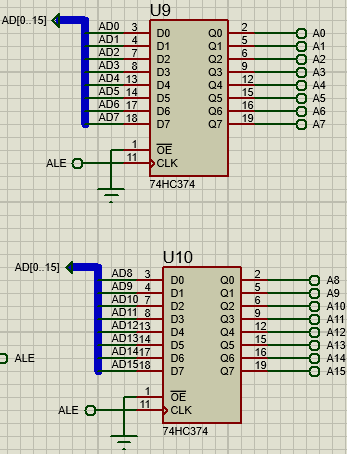 U9
AD[0..15]
AD0 3 D0 Q0 2 A0
AD1 4 D1 Q1 5 A1
AD2 7 D2 Q2 6 A2
AD3 8 D3 Q3 9 A3
AD4 13 D4 Q4 12 A4
AD5 14 D5 Q5 15 A5
AD6 17 D6 Q6 16 A6
AD7 18 D7 Q7 19 A7
1 OE
ALE 11 CLK
74HC374
U10
AD[0..15]
AD8 3 D0 Q0 2 A8
AD9 4 D1 Q1 5 A9
AD10 7 D2 Q2 6 A10
AD11 8 D3 Q3 9 A11
AD12 13 D4 Q4 12 A12
AD13 14 D5 Q5 15 A13
AD14 17 D6 Q6 16 A14
AD15 18 D7 Q7 19 A15
ALE
1 OE
ALE 11 CLK
74HC374